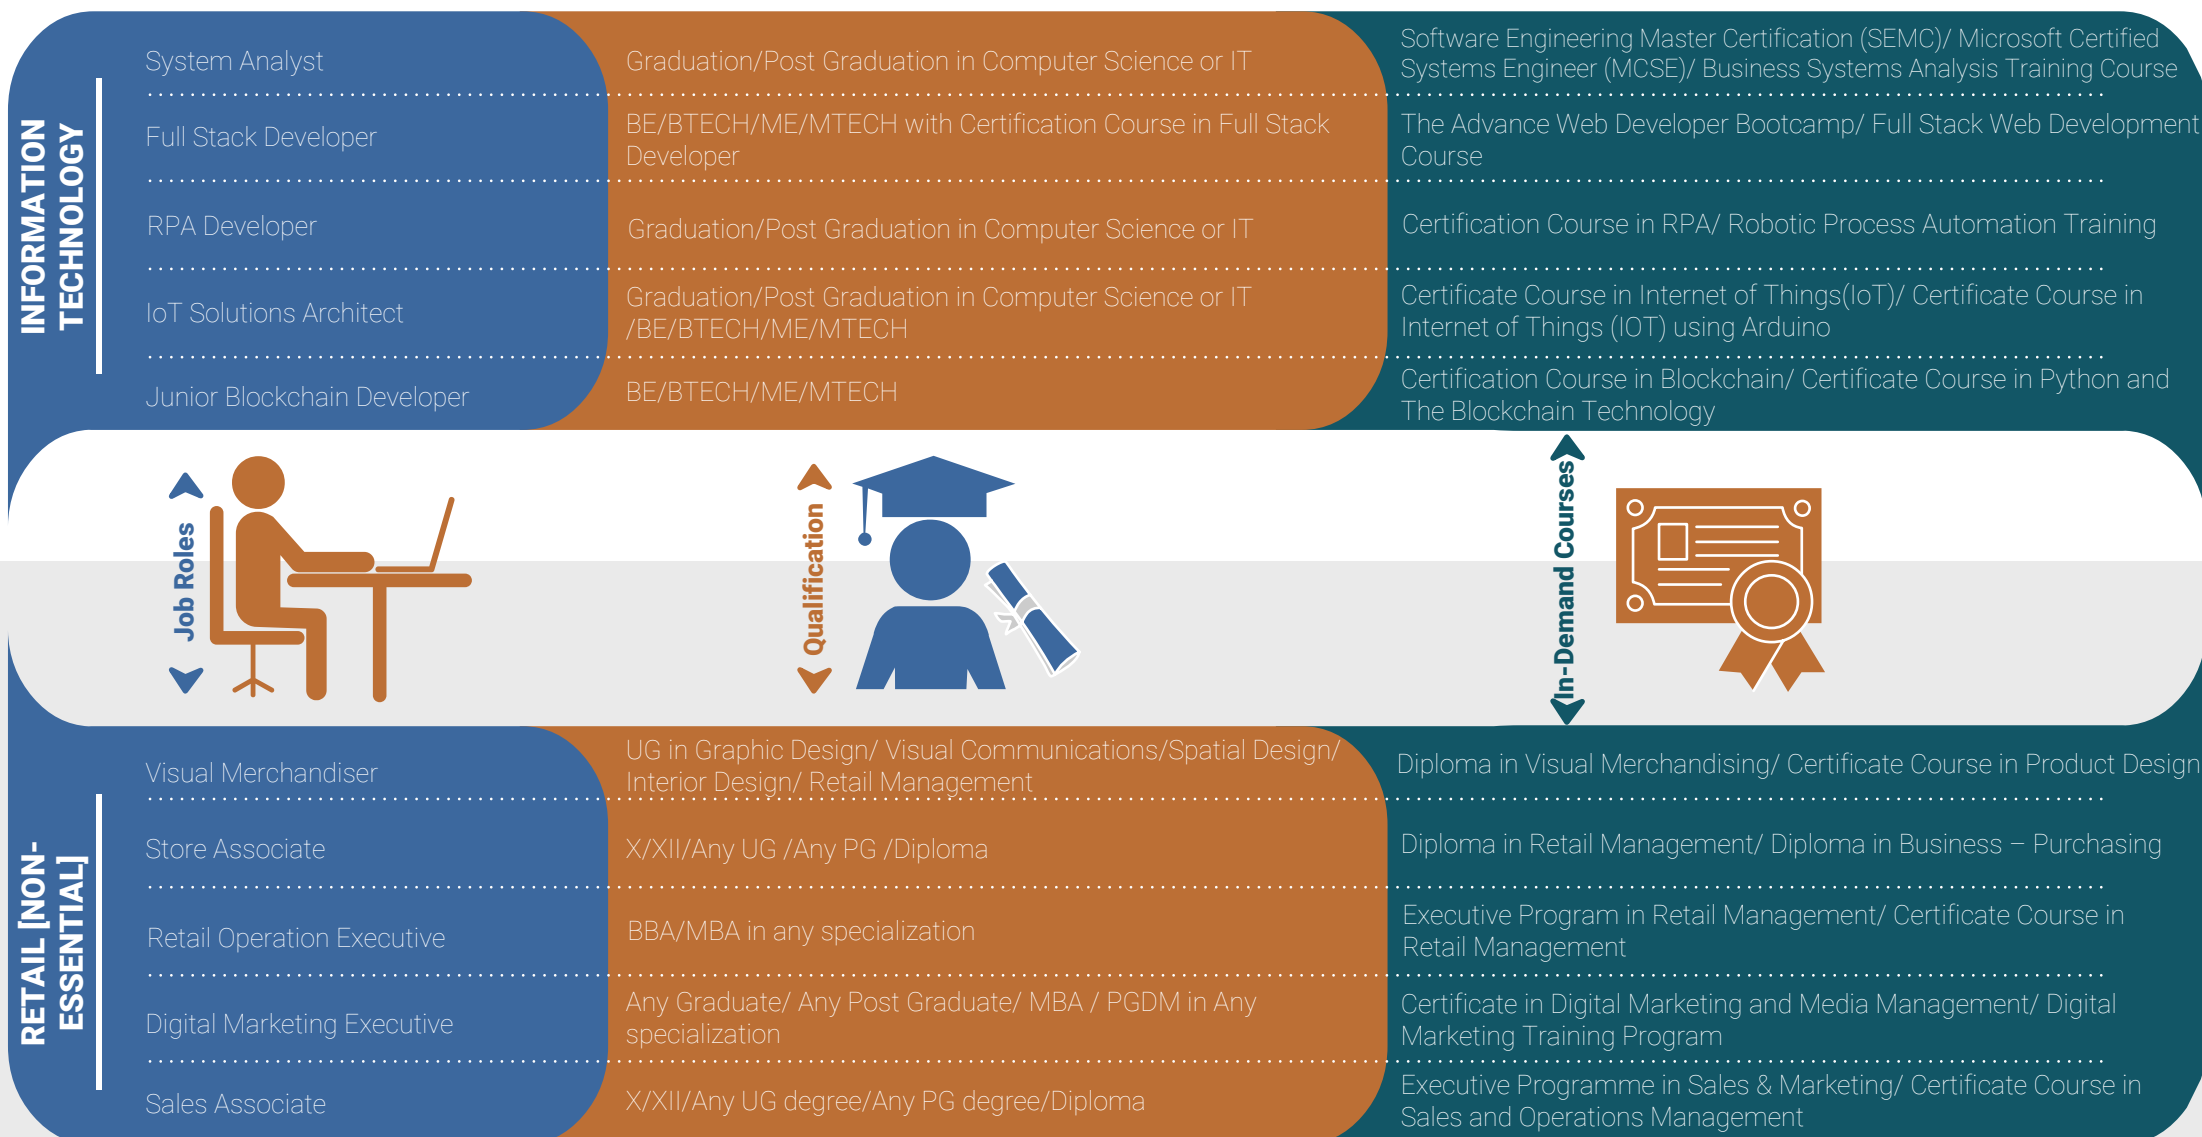 INFORMATION
TECHNOLOGY
System Analyst
Graduation/Post Graduation in Computer Science or IT
Software Engineering Master Certification (SEMC)/ Microsoft Certified
Systems Engineer (MCSE)/ Business Systems Analysis Training Course
Full Stack Developer
BE/BTECH/ME/MTECH with Certification Course in Full Stack
Developer
The Advance Web Developer Bootcamp/ Full Stack Web Development
Course
RPA Developer
Graduation/Post Graduation in Computer Science or IT
Certification Course in RPA/ Robotic Process Automation Training
IoT Solutions Architect
Graduation/Post Graduation in Computer Science or IT
/BE/BTECH/ME/MTECH
Certificate Course in Internet of Things(IoT)/ Certificate Course in
Internet of Things (IOT) using Arduino
Junior Blockchain Developer
BE/BTECH/ME/MTECH
Certification Course in Blockchain/ Certificate Course in Python and
The Blockchain Technology
Job Roles
Qualification
In-Demand Courses
RETAIL [NON-
ESSENTIAL]
Visual Merchandiser
UG in Graphic Design/ Visual Communications/Spatial Design/
Interior Design/ Retail Management
Diploma in Visual Merchandising/ Certificate Course in Product Design
Store Associate
X/XII/Any UG /Any PG /Diploma
Diploma in Retail Management/ Diploma in Business – Purchasing
Retail Operation Executive
BBA/MBA in any specialization
Executive Program in Retail Management/ Certificate Course in
Retail Management
Digital Marketing Executive
Any Graduate/ Any Post Graduate/ MBA / PGDM in Any
specialization
Certificate in Digital Marketing and Media Management/ Digital
Marketing Training Program
Sales Associate
X/XII/Any UG degree/Any PG degree/Diploma
Executive Programme in Sales & Marketing/ Certificate Course in
Sales and Operations Management